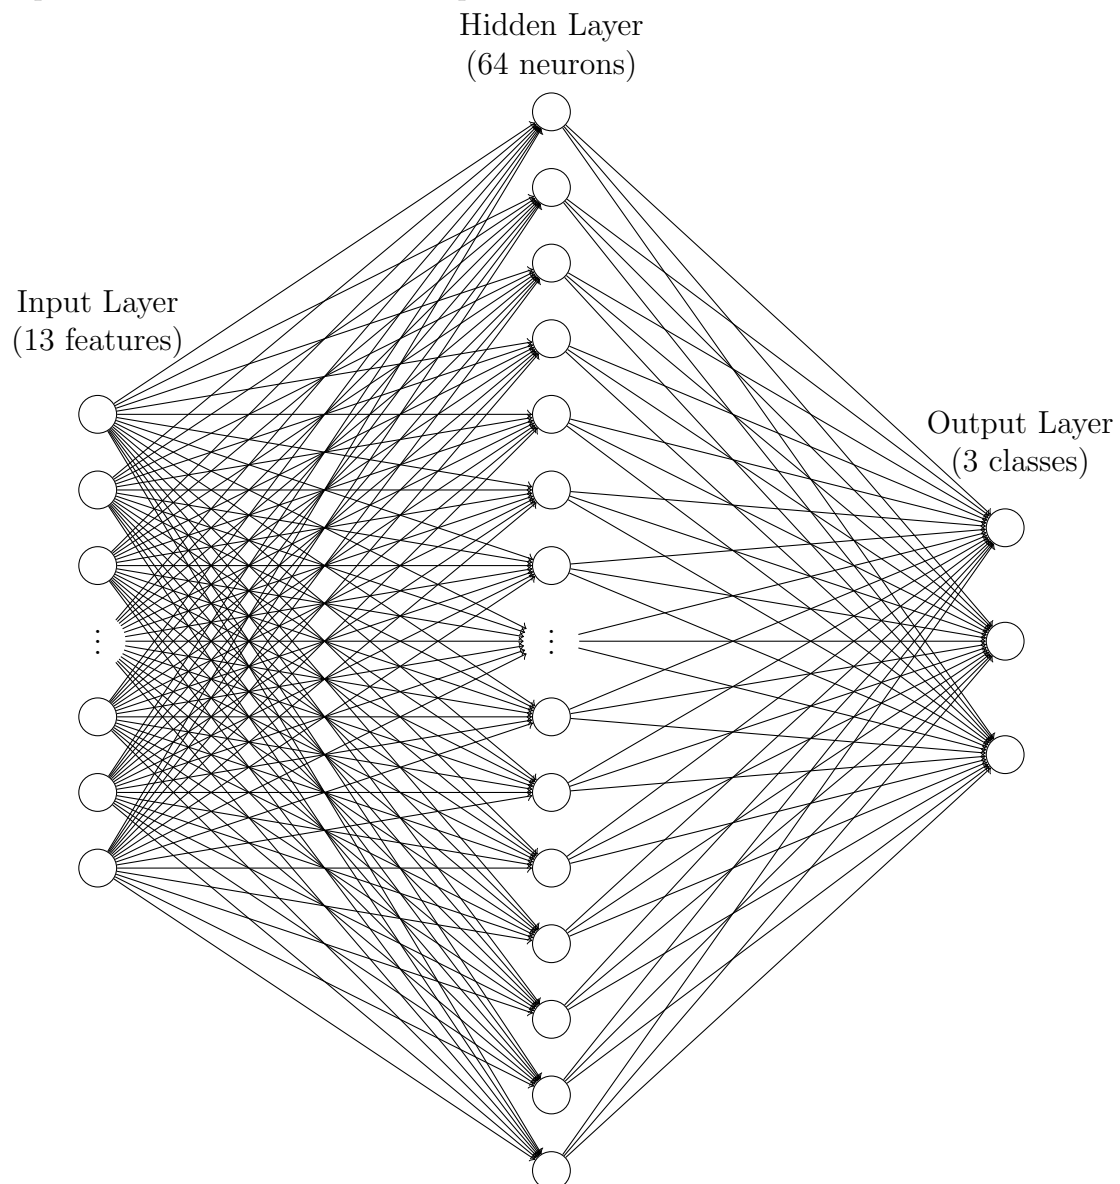 Hidden Layer
(64 neurons)
Input Layer
(13 features)
Output Layer
(3 classes)
⋮
⋮